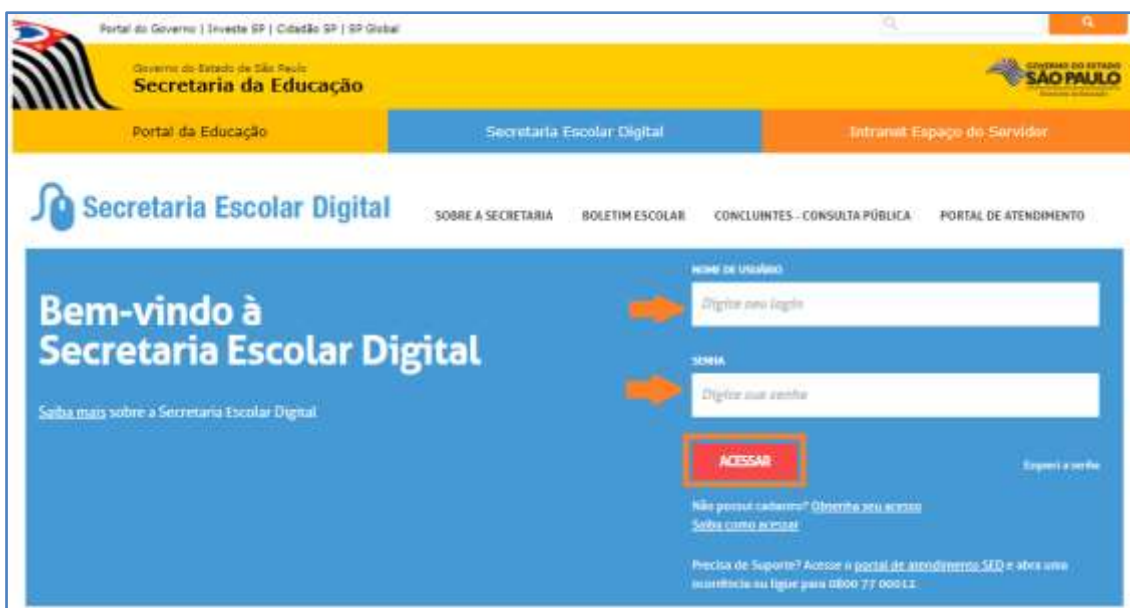 Portal do Governo | Investe SP | Cidadão SP | SP Global
Governo do Estado de São Paulo
Secretaria da Educação
GOVERNO DO ESTADO
SÃO PAULO
Portal da Educação
Secretaria Escolar Digital
Intranet Espaço do Servidor
Secretaria Escolar Digital
SOBRE A SECRETARIA
BOLETIM ESCOLAR
CONCLUINTES - CONSULTA PÚBLICA
PORTAL DE ATENDIMENTO
Bem-vindo à
Secretaria Escolar Digital
Saiba mais sobre a Secretaria Escolar Digital
NOME DE USUÁRIO
Digite seu login
SENHA
Digite sua senha
ACESSAR
Esqueci a senha
Não possui cadastro? Obtenha seu acesso
Saiba como acessar
Precisa de Suporte? Acesse o portal de atendimento SED e abra uma
ocorrência ou ligue para 0800 77 00012